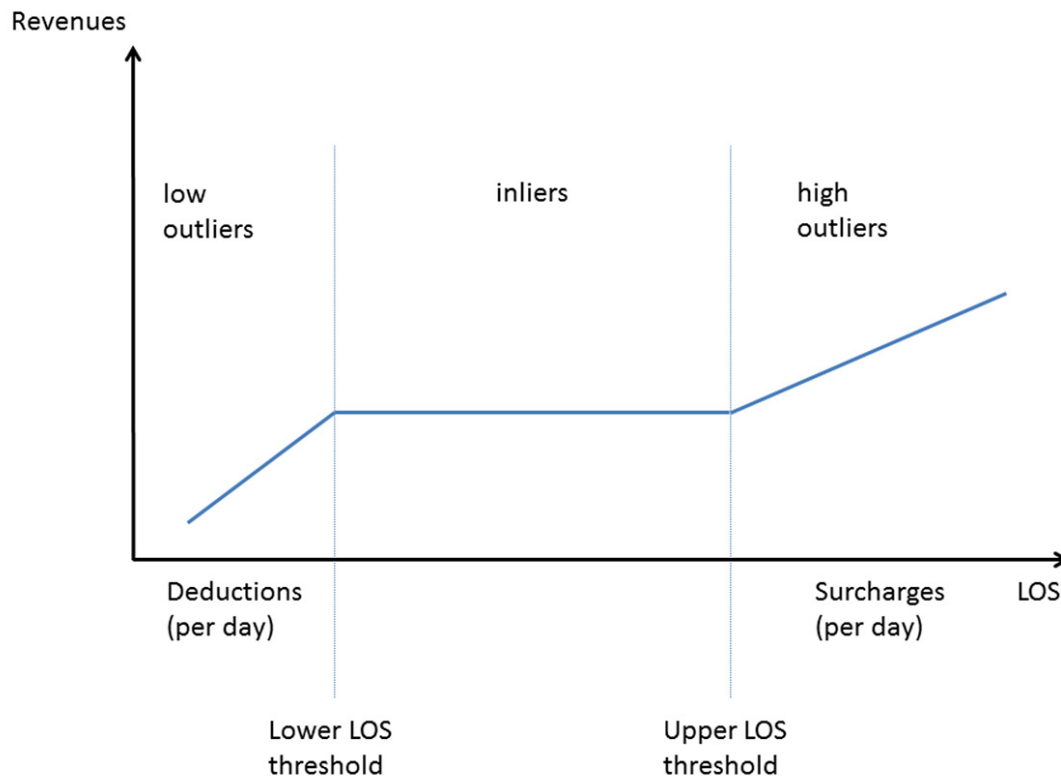 Revenues
low
outliers
inliers
high
outliers
Deductions
(per day)
Surcharges
(per day)
LOS
Lower LOS
threshold
Upper LOS
threshold